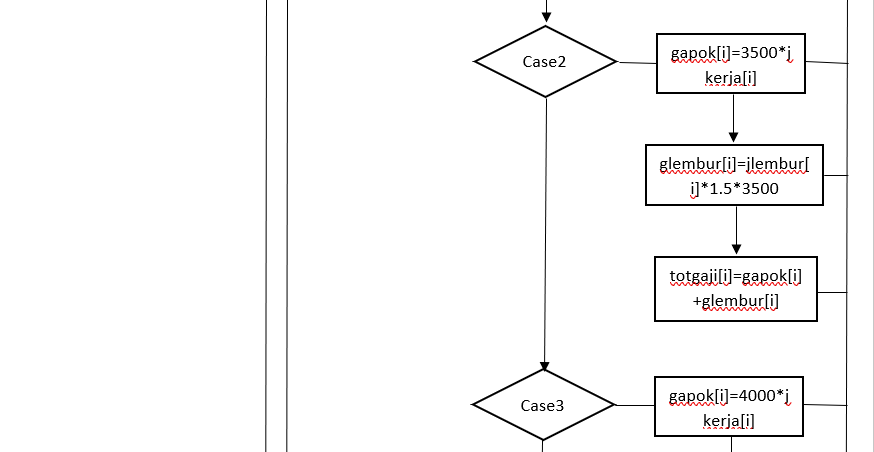 Case2
gapok[i]=3500*j
kerja[i]
glembur[i]=jlembur[
i]*1.5*3500
totgaji[i]=gapok[i]
+glembur[i]
Case3
gapok[i]=4000*j
kerja[i]